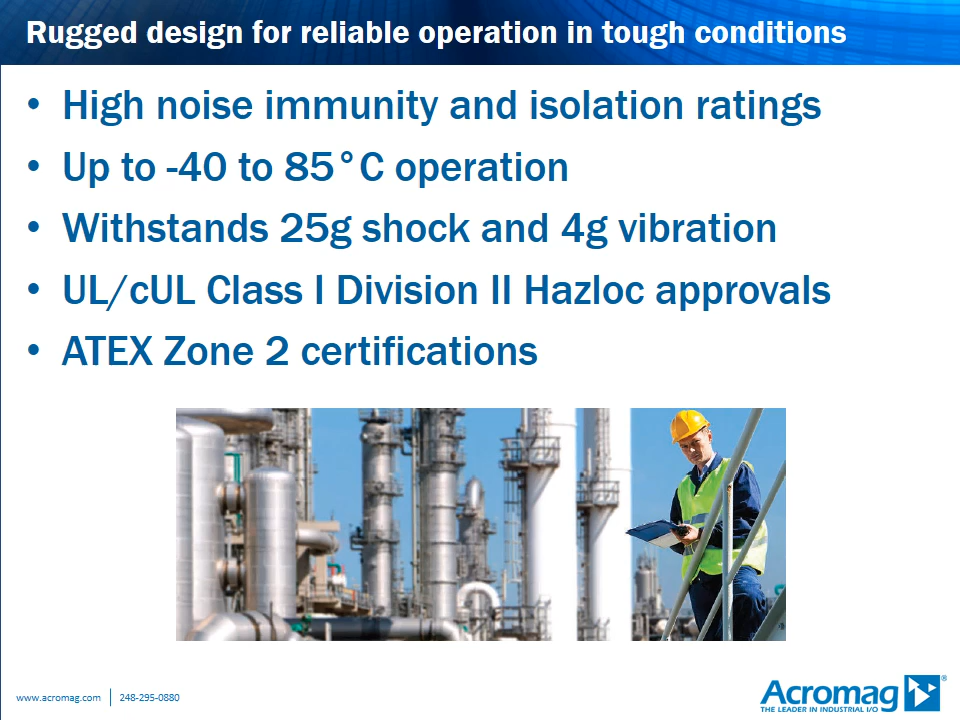 Rugged design for reliable operation in tough conditions
• High noise immunity and isolation ratings
• Up to -40 to 85°C operation
• Withstands 25g shock and 4g vibration
• UL/cUL Class I Division II Hazloc approvals
• ATEX Zone 2 certifications
www.acromag.com | 248-295-0880
Acromag ®
THE LEADER IN INDUSTRIAL I/O